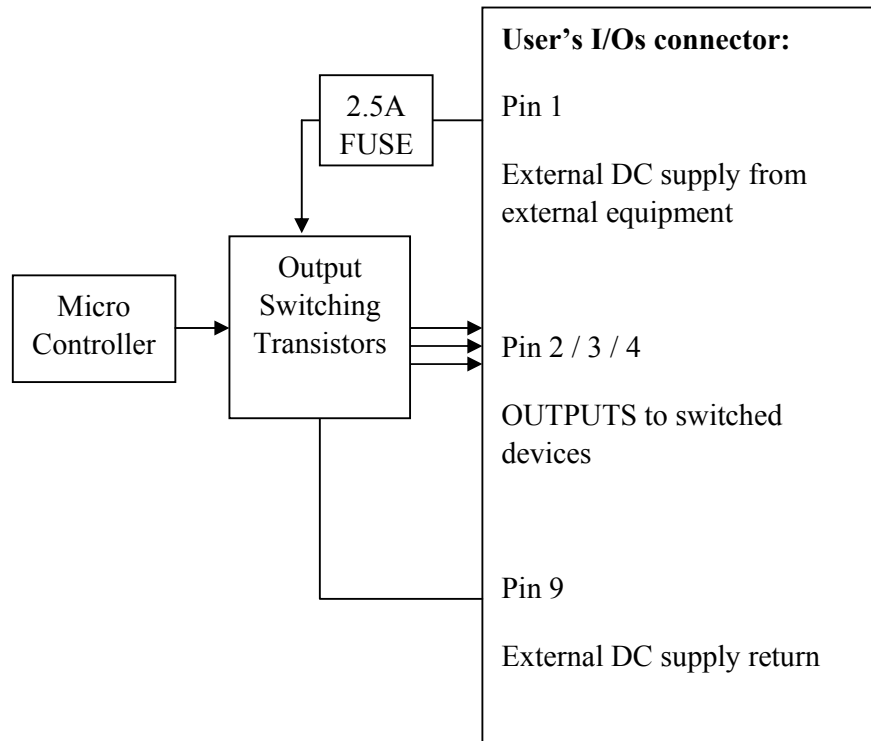 User's I/Os connector:
2.5A
FUSE
Pin 1
External DC supply from
external equipment
Output
Switching
Transistors
Micro
Controller
Pin 2 / 3 / 4
OUTPUTS to switched
devices
Pin 9
External DC supply return